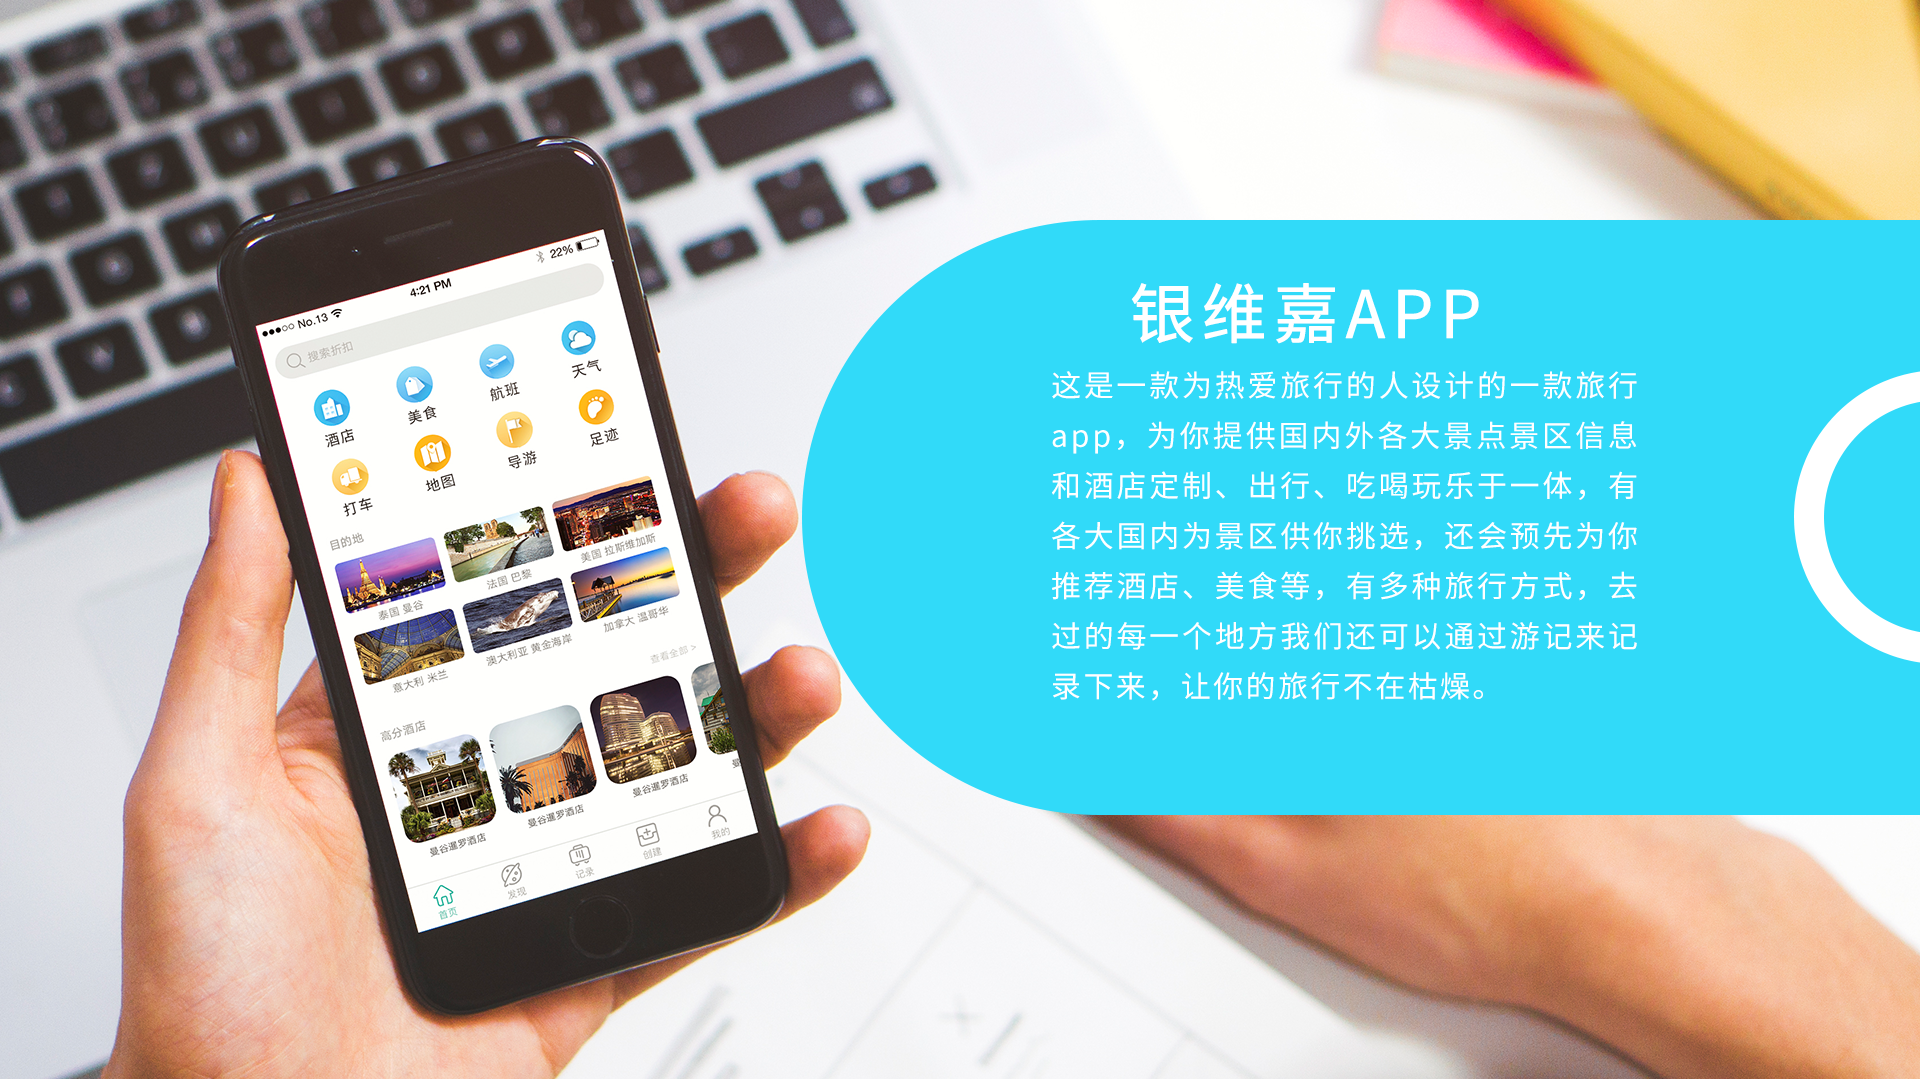 22%
4:21 PM
No.13
搜索折扣
酒店
美食
航班
天气
打车
地图
导游
足迹
目的地
泰国 曼谷
法国 巴黎
美国 拉斯维加斯
意大利 米兰
澳大利亚 黄金海岸
加拿大 温哥华
查看全部 >
高分酒店
曼谷暹罗酒店
曼谷暹罗酒店
曼谷暹罗酒店
曼
首页
发现
记录
创建
我的
银维嘉APP
这是一款为热爱旅行的人设计的一款旅行
app，为你提供国内外各大景点景区信息
和酒店定制、出行、吃喝玩乐于一体，有
各大国内为景区供你挑选，还会预先为你
推荐酒店、美食等，有多种旅行方式，去
过的每一个地方我们还可以通过游记来记
录下来，让你的旅行不在枯燥。